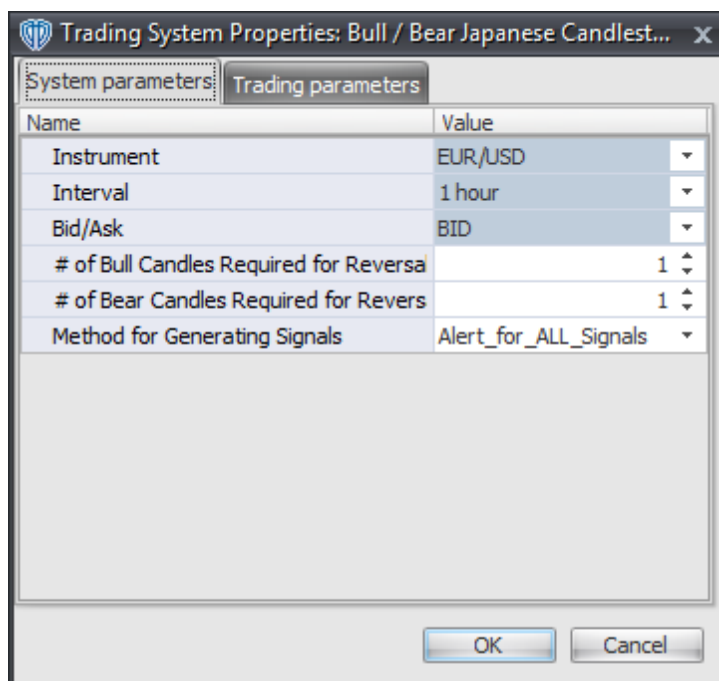 Trading System Properties: Bull / Bear Japanese Candlest... x
System parameters Trading parameters
Name Value
Instrument EUR/USD
Interval 1 hour
Bid/Ask BID
# of Bull Candles Required for Reversal 1
# of Bear Candles Required for Revers 1
Method for Generating Signals Alert_for_ALL_Signals
OK Cancel